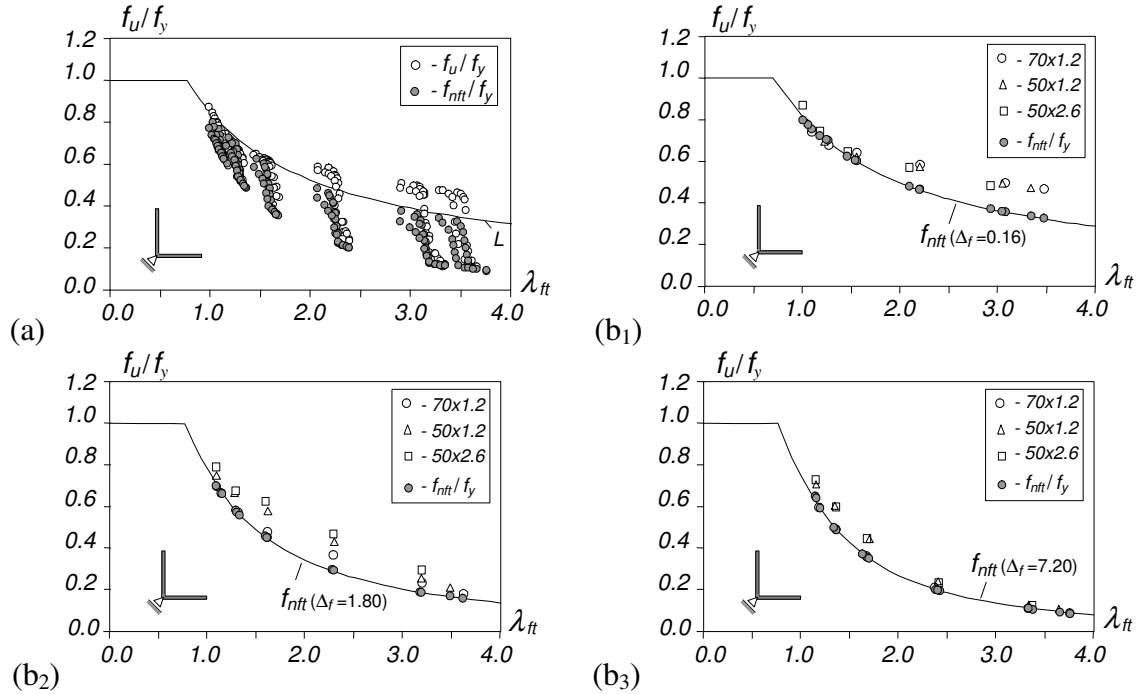 f_u/f_y
1.2
1.0
0.8
0.6
0.4
0.2
0.0
0.0 1.0 2.0 3.0 4.0
λ_ft
- f_u/f_y
- f_nft/f_y
L
(a)
f_u/f_y
1.2
1.0
0.8
0.6
0.4
0.2
0.0
0.0 1.0 2.0 3.0 4.0
λ_ft
- 70x1.2
- 50x1.2
- 50x2.6
- f_nft/f_y
f_nft (Δ_f =0.16)
(b₁)
f_u/f_y
1.2
1.0
0.8
0.6
0.4
0.2
0.0
0.0 1.0 2.0 3.0 4.0
λ_ft
- 70x1.2
- 50x1.2
- 50x2.6
- f_nft/f_y
f_nft (Δ_f =1.80)
(b₂)
f_u/f_y
1.2
1.0
0.8
0.6
0.4
0.2
0.0
0.0 1.0 2.0 3.0 4.0
λ_ft
- 70x1.2
- 50x1.2
- 50x2.6
- f_nft/f_y
f_nft (Δ_f =7.20)
(b₃)